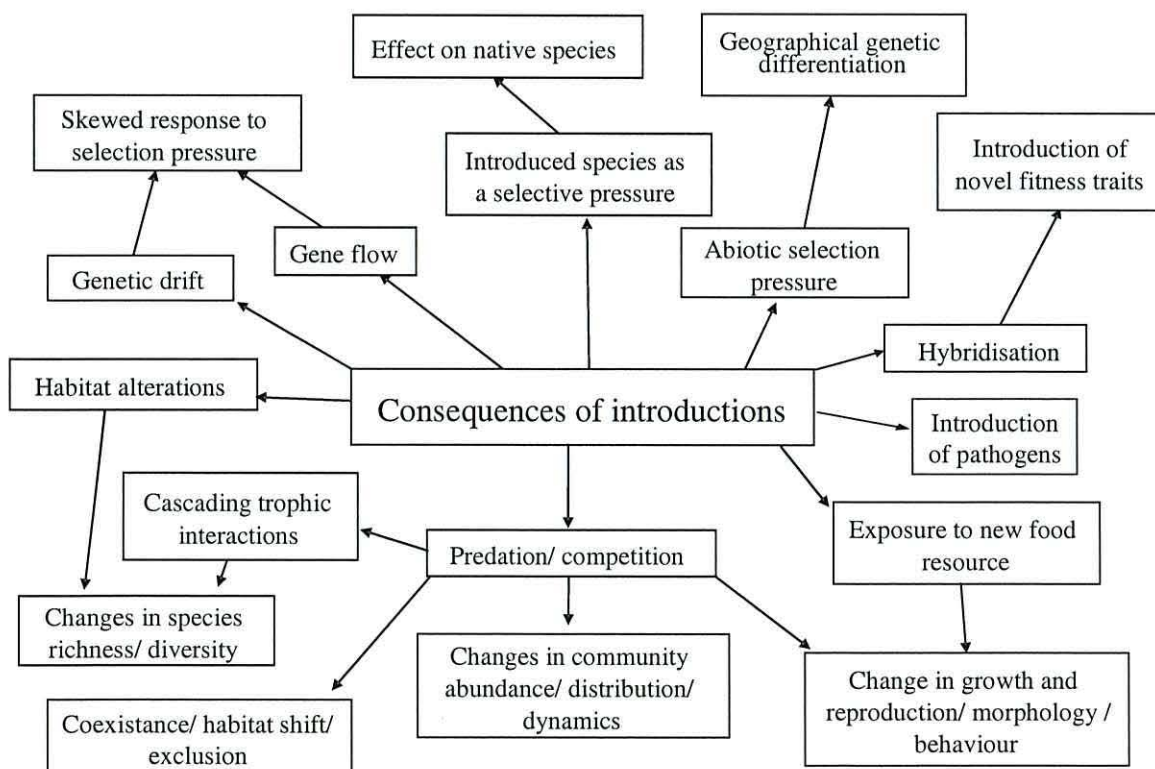 Effect on native species
Geographical genetic
differentiation
Skewed response to
selection pressure
Introduced species as
a selective pressure
Introduction of
novel fitness traits
Gene flow
Genetic drift
Abiotic selection
pressure
Hybridisation
Habitat alterations
Consequences of introductions
Introduction
of pathogens
Cascading trophic
interactions
Predation/ competition
Exposure to new food
resource
Changes in species
richness/ diversity
Changes in community
abundance/ distribution/
dynamics
Change in growth and
reproduction/ morphology /
behaviour
Coexistance/ habitat shift/
exclusion